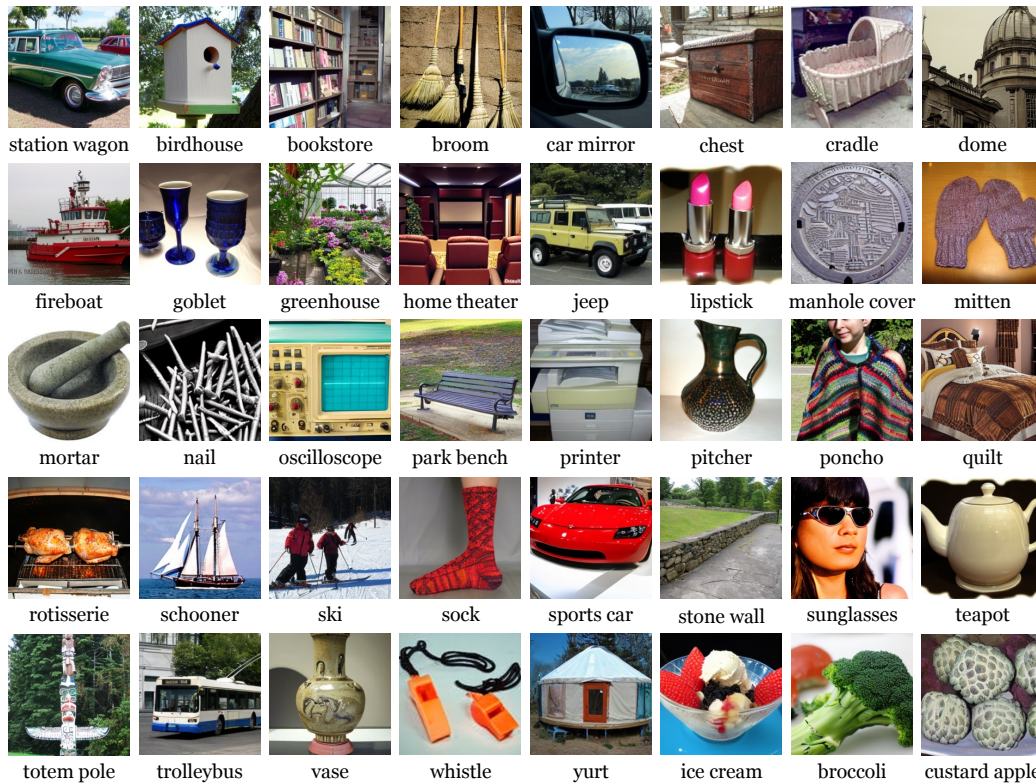 station wagon
birdhouse
bookstore
broom
car mirror
chest
cradle
dome
fireboat
goblet
greenhouse
home theater
jeep
lipstick
manhole cover
mitten
mortar
nail
oscilloscope
park bench
printer
pitcher
poncho
quilt
rotisserie
schooner
ski
sock
sports car
stone wall
sunglasses
teapot
totem pole
trolleybus
vase
whistle
yurt
ice cream
broccoli
custard apple